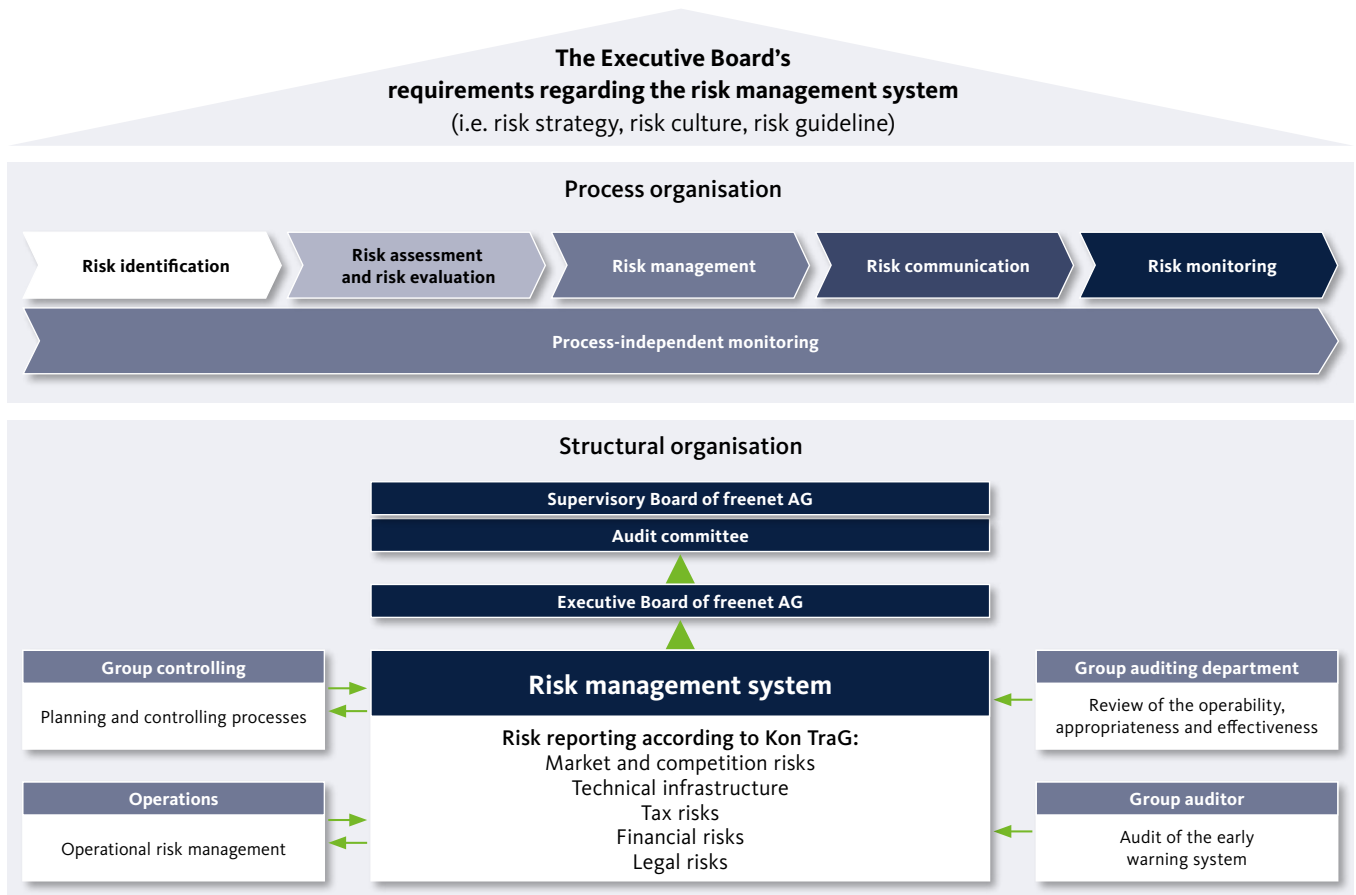 The Executive Board’s
requirements regarding the risk management system
(i.e. risk strategy, risk culture, risk guideline)
Process organisation
Risk identification
Risk assessment
and risk evaluation
Risk management
Risk communication
Risk monitoring
Process-independent monitoring
Structural organisation
Supervisory Board of freenet AG
Audit committee
Executive Board of freenet AG
Group controlling
Planning and controlling processes
Operations
Operational risk management
Risk management system
Risk reporting according to Kon TraG:
Market and competition risks
Technical infrastructure
Tax risks
Financial risks
Legal risks
Group auditing department
Review of the operability,
appropriateness and effectiveness
Group auditor
Audit of the early
warning system